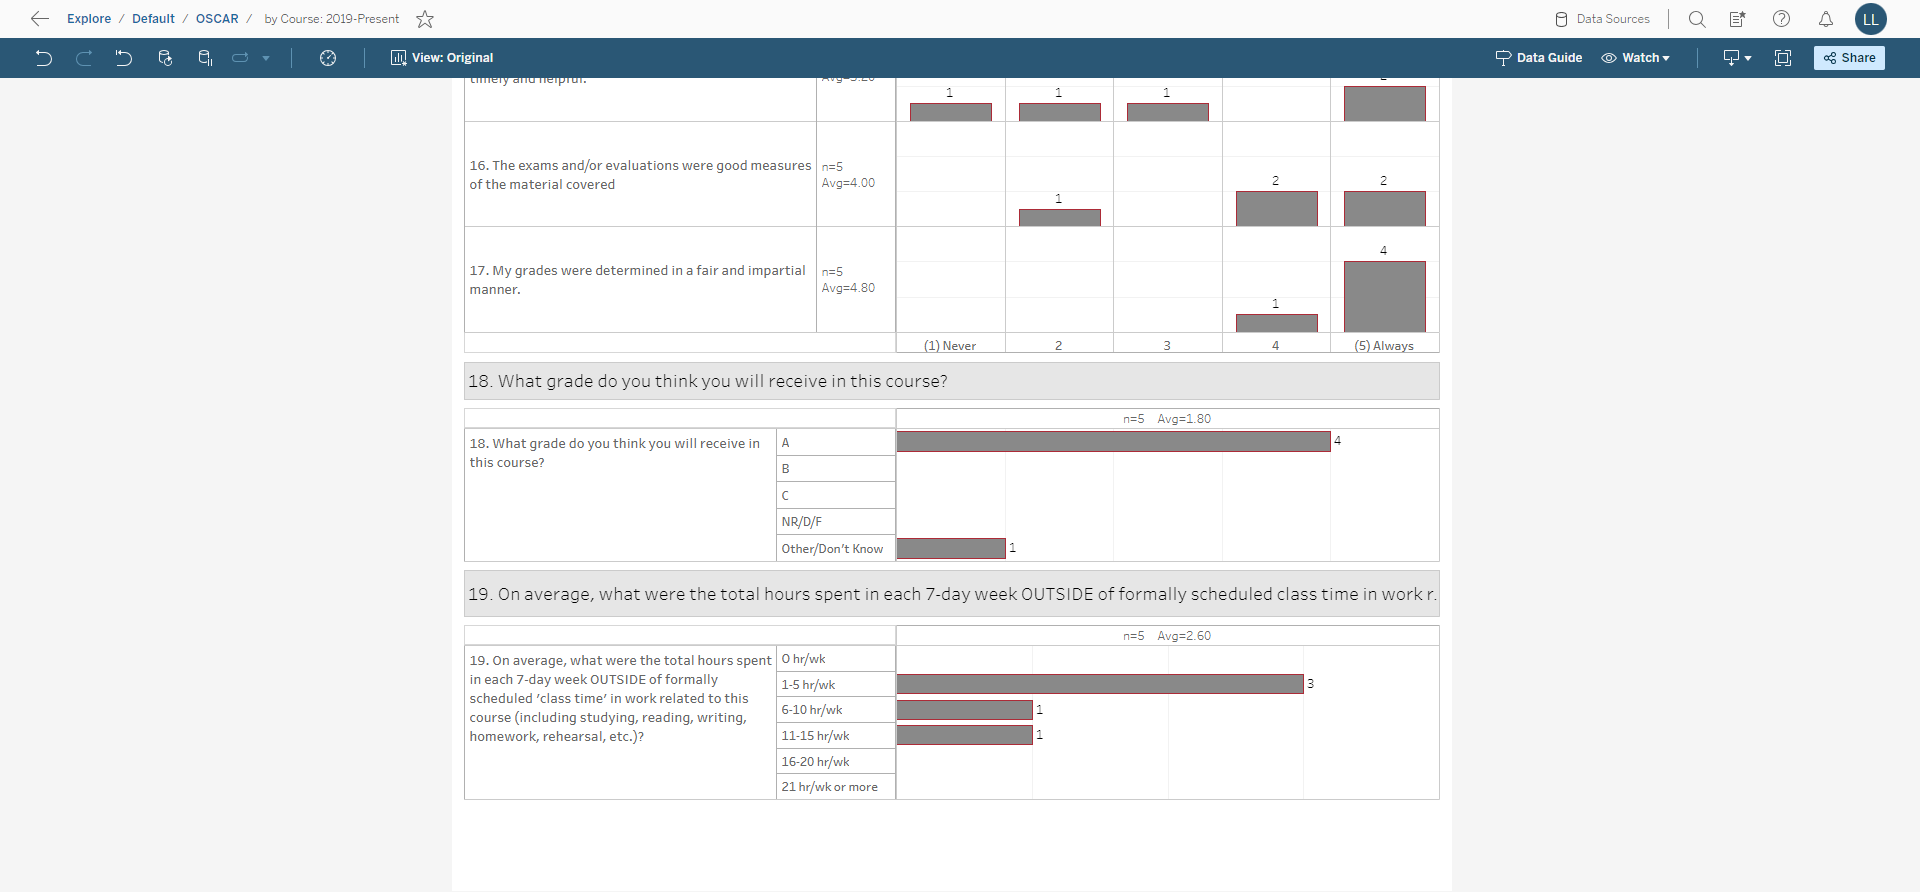 Explore / Default / OSCAR / by Course: 2019-Present
Data Sources
LL
View: Original
Data Guide
Watch
Share
timely and helpful.
Avg=3.20
1
1
1
2
16. The exams and/or evaluations were good measures
of the material covered
n=5
Avg=4.00
1
2
2
17. My grades were determined in a fair and impartial
manner.
n=5
Avg=4.80
1
4
(1) Never
2
3
4
(5) Always
18. What grade do you think you will receive in this course?
n=5 Avg=1.80
18. What grade do you think you will receive in
this course?
A
4
B
C
NR/D/F
Other/Don't Know
1
19. On average, what were the total hours spent in each 7-day week OUTSIDE of formally scheduled class time in work r.
n=5 Avg=2.60
19. On average, what were the total hours spent
in each 7-day week OUTSIDE of formally
scheduled ‘class time’ in work related to this
course (including studying, reading, writing,
homework, rehearsal, etc.)?
0 hr/wk
1-5 hr/wk
3
6-10 hr/wk
1
11-15 hr/wk
1
16-20 hr/wk
21 hr/wk or more